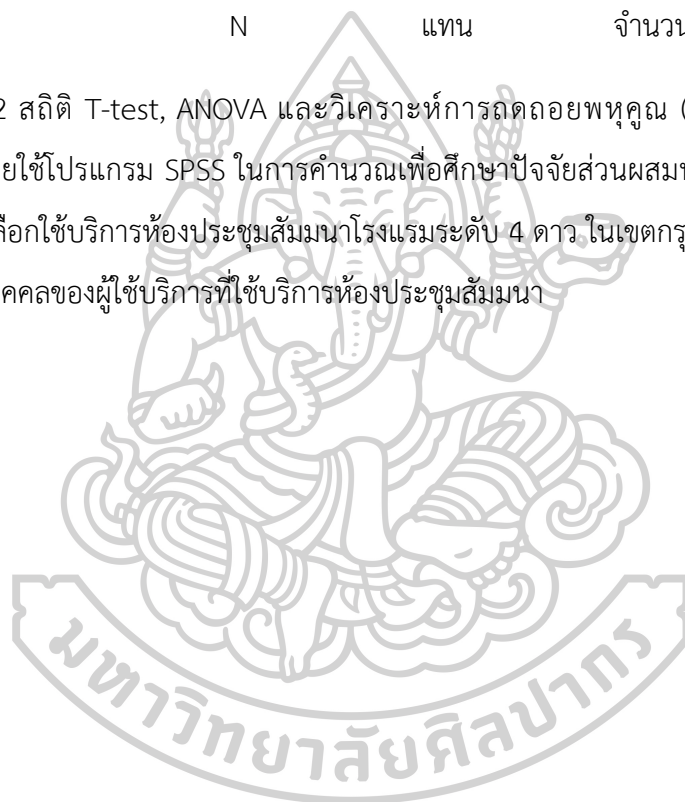 N แทน จำนวน
2 สถิติ T-test, ANOVA และวิเคราะห์การถดถอยพหุคูณ (
ยใช้โปรแกรม SPSS ในการคำนวณเพื่อศึกษาปัจจัยส่วนผสมท
ลือกใช้บริการห้องประชุมสัมมนาโรงแรมระดับ 4 ดาว ในเขตกรุ
คคลของผู้ใช้บริการที่ใช้บริการห้องประชุมสัมมนา
มหาวิทยาลัยศิลปากร